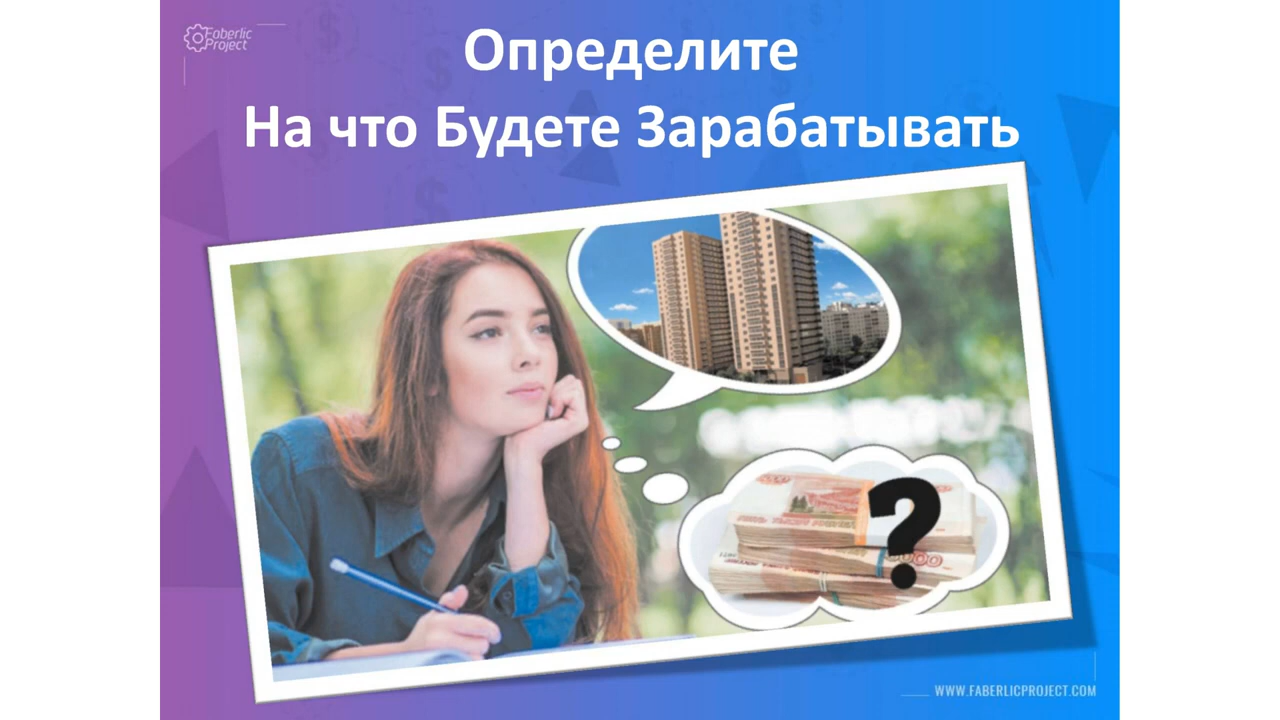 Faberlic
Project
Определите
На что Будете Зарабатывать
WWW.FABERLICPROJECT.COM